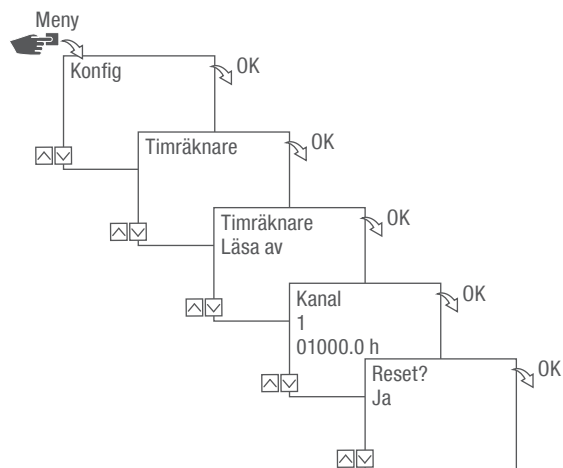 Meny
Konfig
OK
Timräknare
OK
Timräknare
Läsa av
OK
Kanal
1
01000.0 h
OK
Reset?
Ja
OK